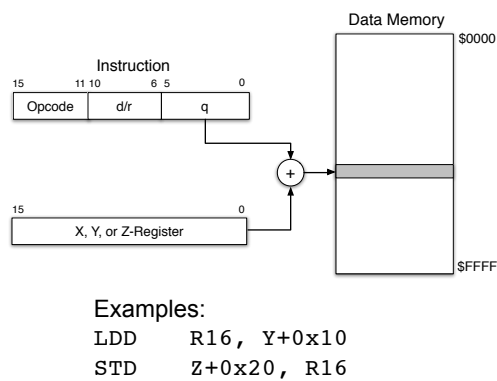 Data Memory
$0000
Instruction
15 11 10 6 5 0
Opcode d/r q
+
15 0
X, Y, or Z-Register
$FFFF
Examples:
LDD R16, Y+0x10
STD Z+0x20, R16